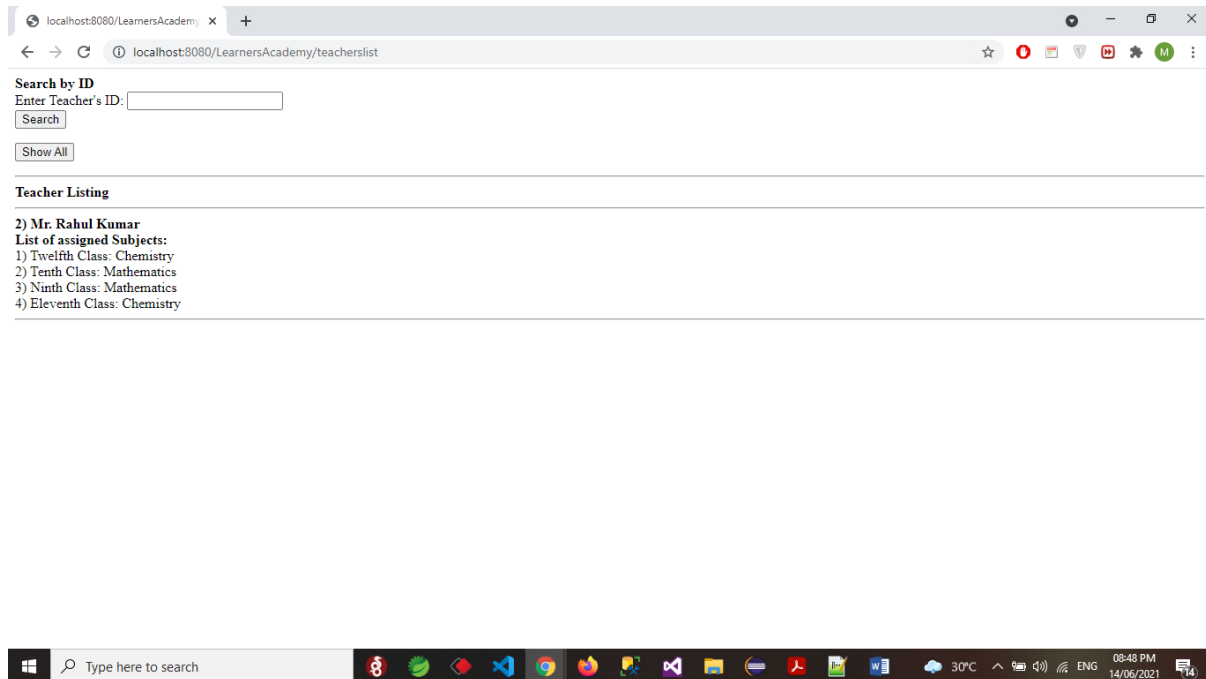 localhost:8080/LearnersAcademy
localhost:8080/LearnersAcademy/teacherslist
M
Search by ID
Enter Teacher's ID:
Search
Show All
Teacher Listing
2) Mr. Rahul Kumar
List of assigned Subjects:
1) Twelfth Class: Chemistry
2) Tenth Class: Mathematics
3) Ninth Class: Mathematics
4) Eleventh Class: Chemistry
Type here to search
30°C
ENG
08:48 PM
14/06/2021
14